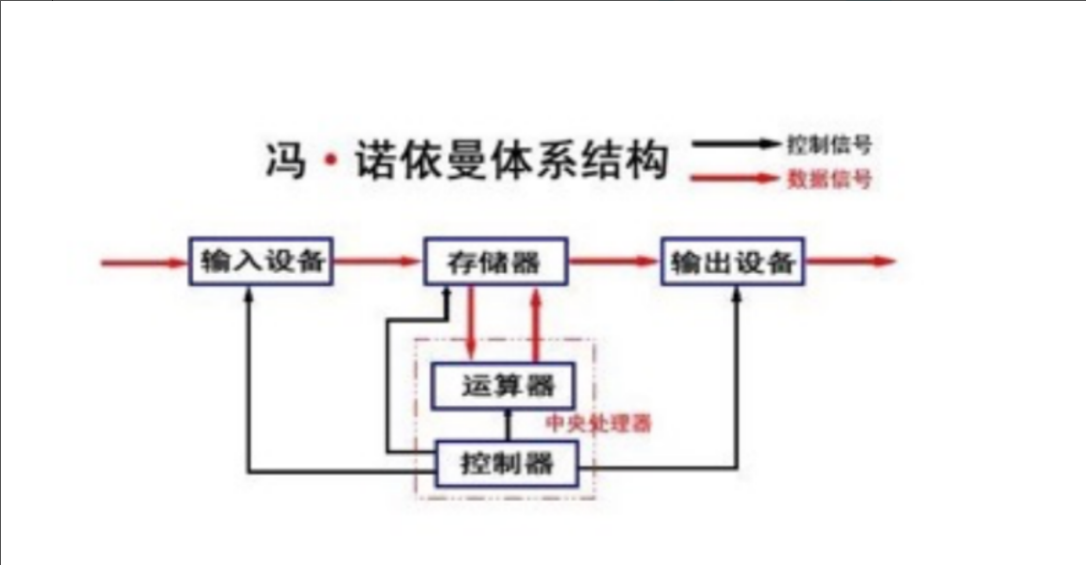 冯·诺依曼体系结构
控制信号
数据信号
输入设备
存储器
输出设备
运算器
中央处理器
控制器